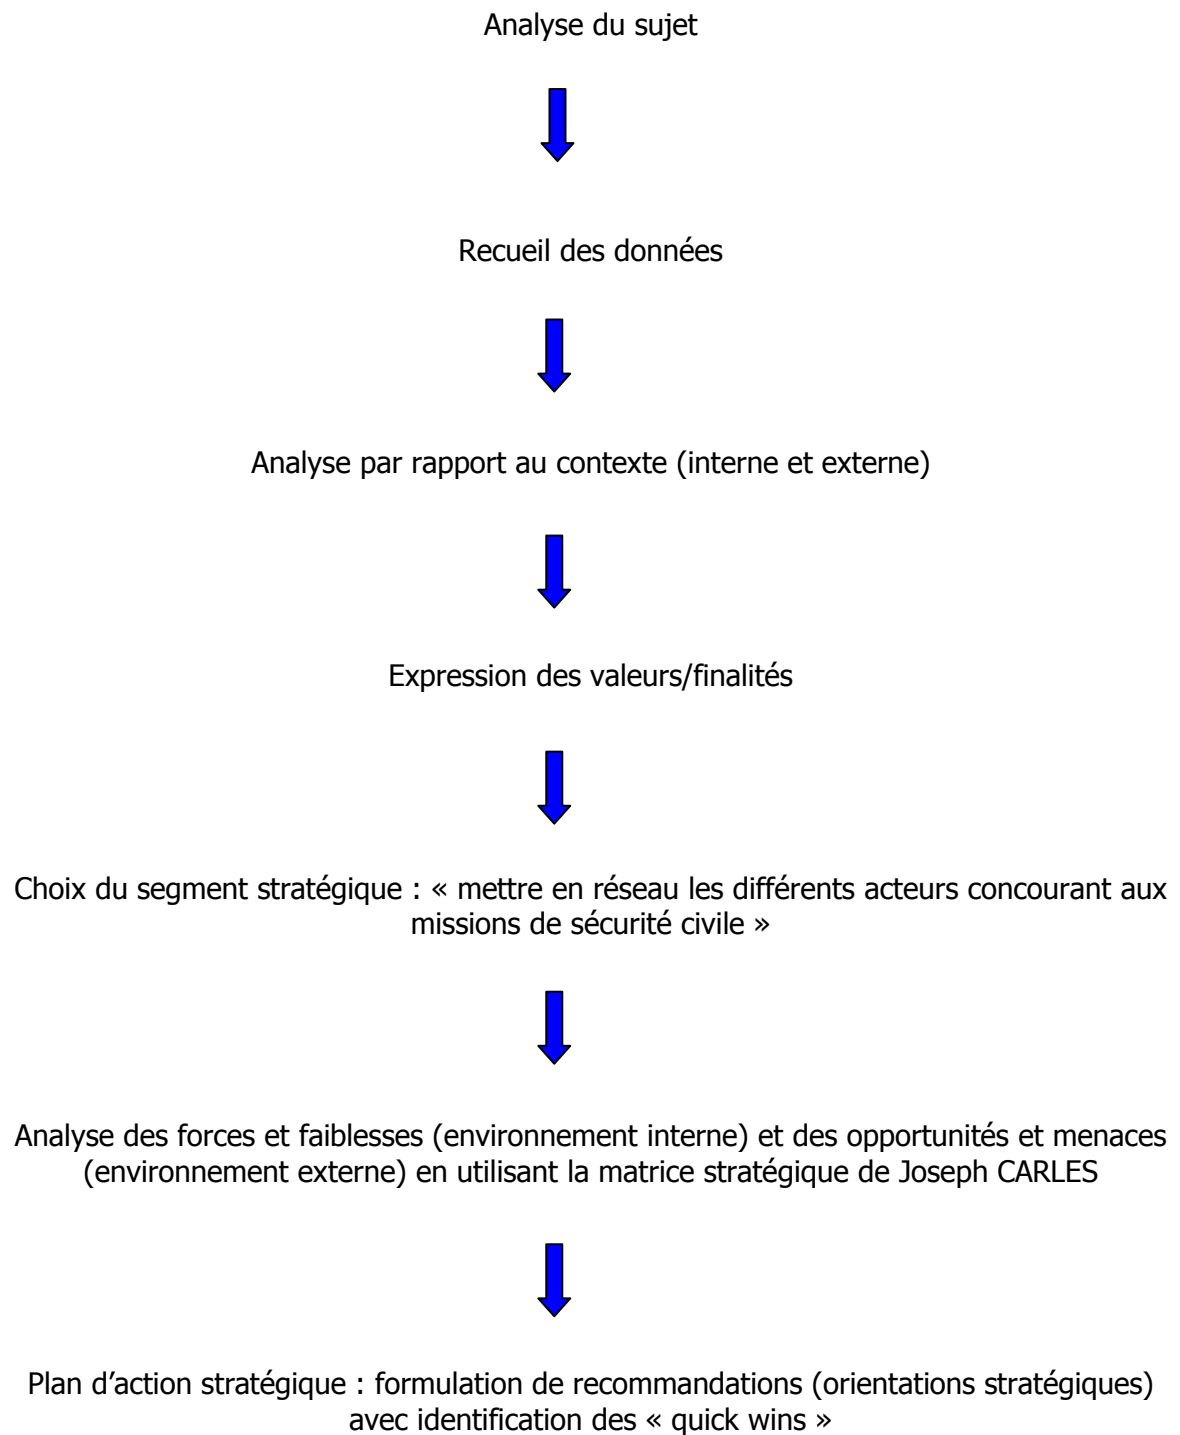 Analyse du sujet
Recueil des données
Analyse par rapport au contexte (interne et externe)
Expression des valeurs/finalités
Choix du segment stratégique : « mettre en réseau les différents acteurs concourant aux
missions de sécurité civile »
Analyse des forces et faiblesses (environnement interne) et des opportunités et menaces
(environnement externe) en utilisant la matrice stratégique de Joseph CARLES
Plan d’action stratégique : formulation de recommandations (orientations stratégiques)
avec identification des « quick wins »